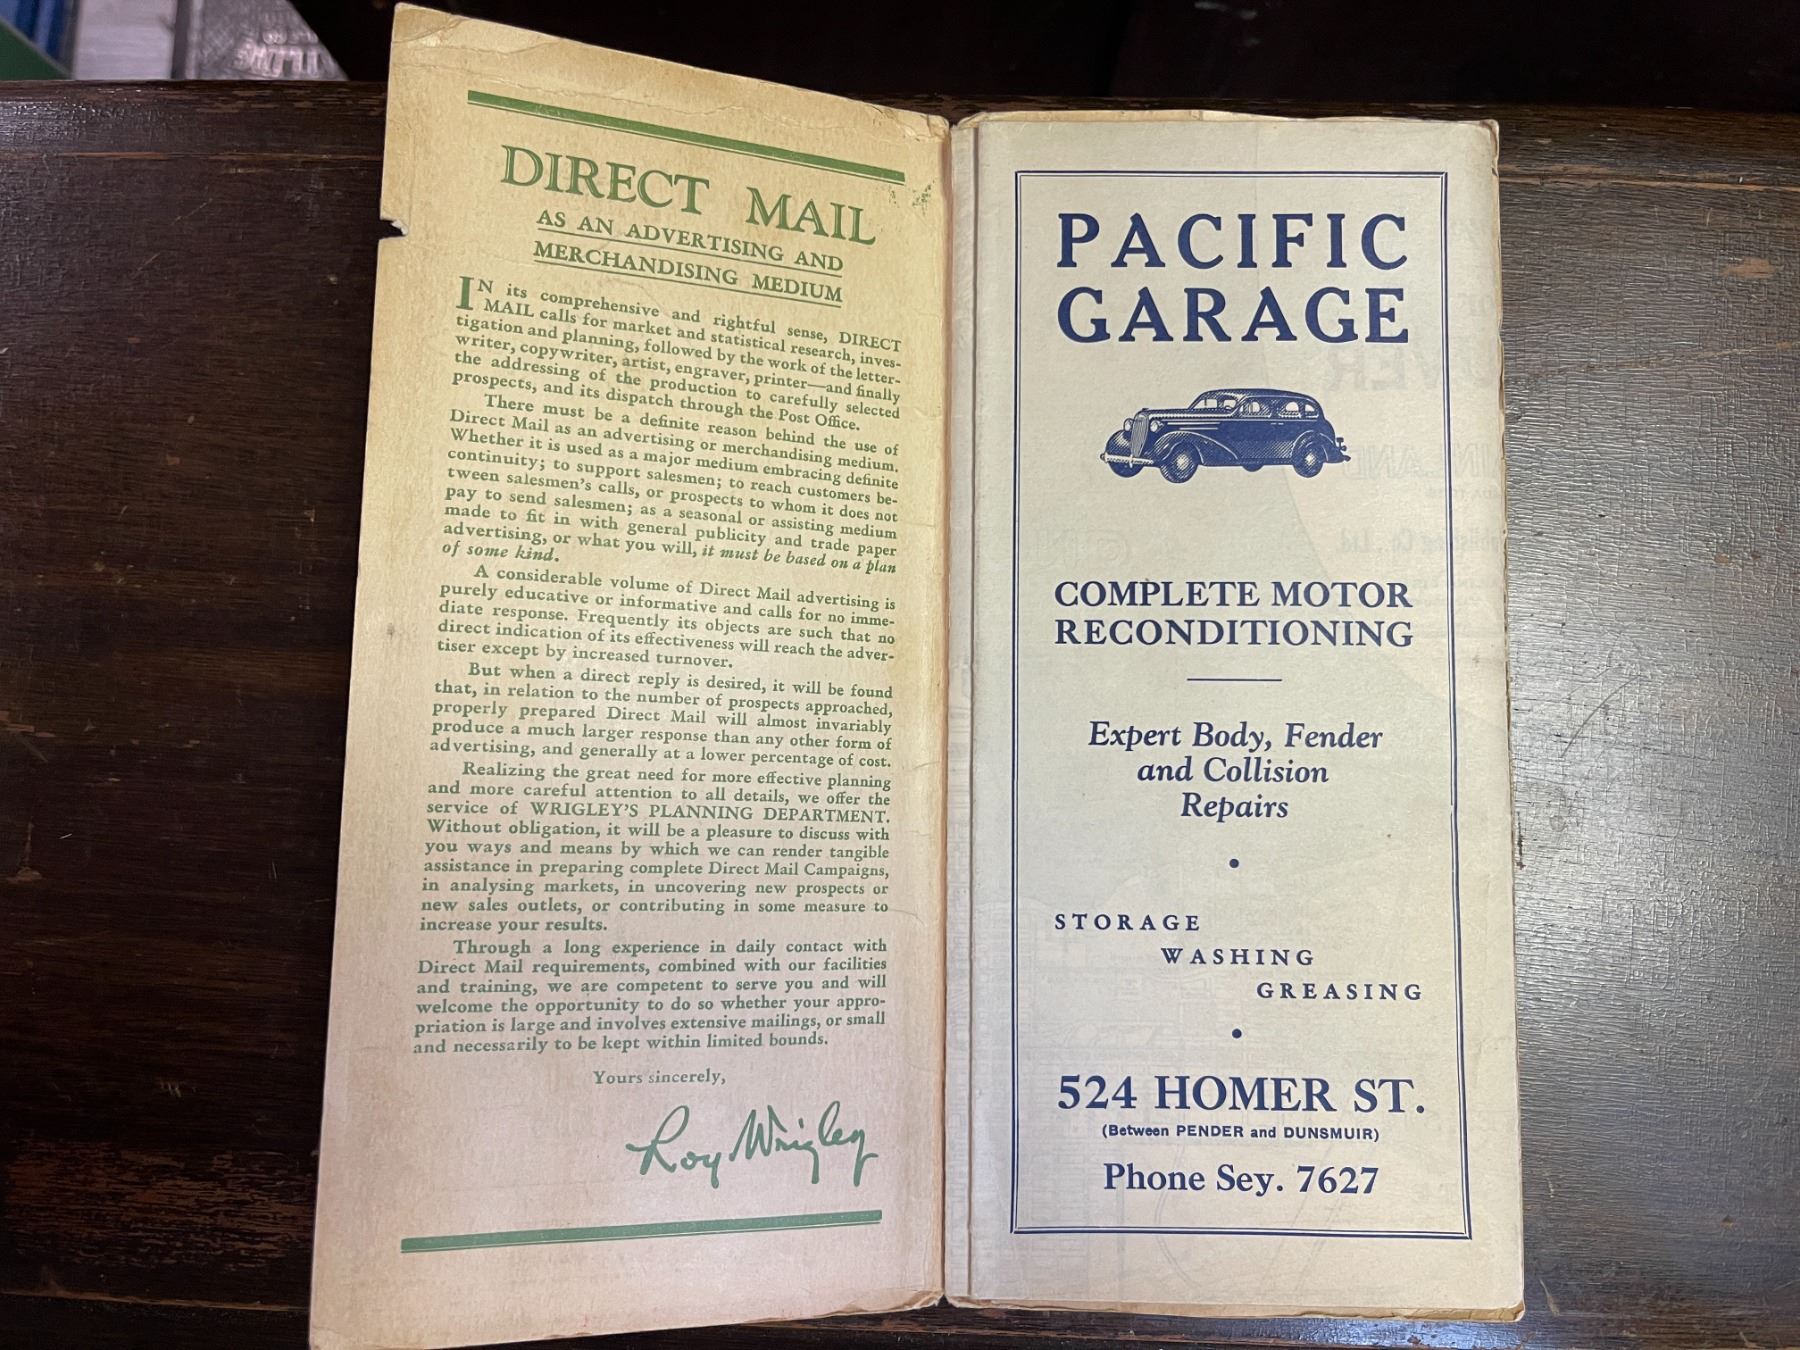 DIRECT MAIL
AS AN ADVERTISING AND
MERCHANDISING MEDIUM
IN its comprehensive and rightful sense, DIRECT
MAIL calls for market and statistical research, inves-
tigation and planning, followed by the work of the letter-
writer, copywriter, artist, engraver, printer—and finally
the addressing of the production to carefully selected
prospects, and its dispatch through the Post Office.
There must be a definite reason behind the use of
Direct Mail as an advertising or merchandising medium.
Whether it is used as a major medium embracing definite
continuity; to support salesmen; to reach customers be-
tween salesmen's calls, or prospects to whom it does not
pay to send salesmen; as a seasonal or assisting medium
made to fit in with general publicity and trade paper
advertising, or what you will, it must be based on a plan
of some kind.
A considerable volume of Direct Mail advertising is
purely educative or informative and calls for no imme-
diate response. Frequently its objects are such that no
direct indication of its effectiveness will reach the adver-
tiser except by increased turnover.
But when a direct reply is desired, it will be found
that, in relation to the number of prospects approached,
properly prepared Direct Mail will almost invariably
produce a much larger response than any other form of
advertising, and generally at a lower percentage of cost.
Realizing the great need for more effective planning
and more careful attention to all details, we offer the
service of WRIGLEY'S PLANNING DEPARTMENT.
Without obligation, it will be a pleasure to discuss with
you ways and means by which we can render tangible
assistance in preparing complete Direct Mail Campaigns,
in analysing markets, in uncovering new prospects or
new sales outlets, or contributing in some measure to
increase your results.
Through a long experience in daily contact with
Direct Mail requirements, combined with our facilities
and training, we are competent to serve you and will
welcome the opportunity to do so whether your appro-
priation is large and involves extensive mailings, or small
and necessarily to be kept within limited bounds.
Yours sincerely,
Roy Wrigley
PACIFIC
GARAGE
COMPLETE MOTOR
RECONDITIONING
Expert Body, Fender
and Collision
Repairs
STORAGE
WASHING
GREASING
524 HOMER ST.
(Between PENDER and DUNSMUIR)
Phone Sey. 7627